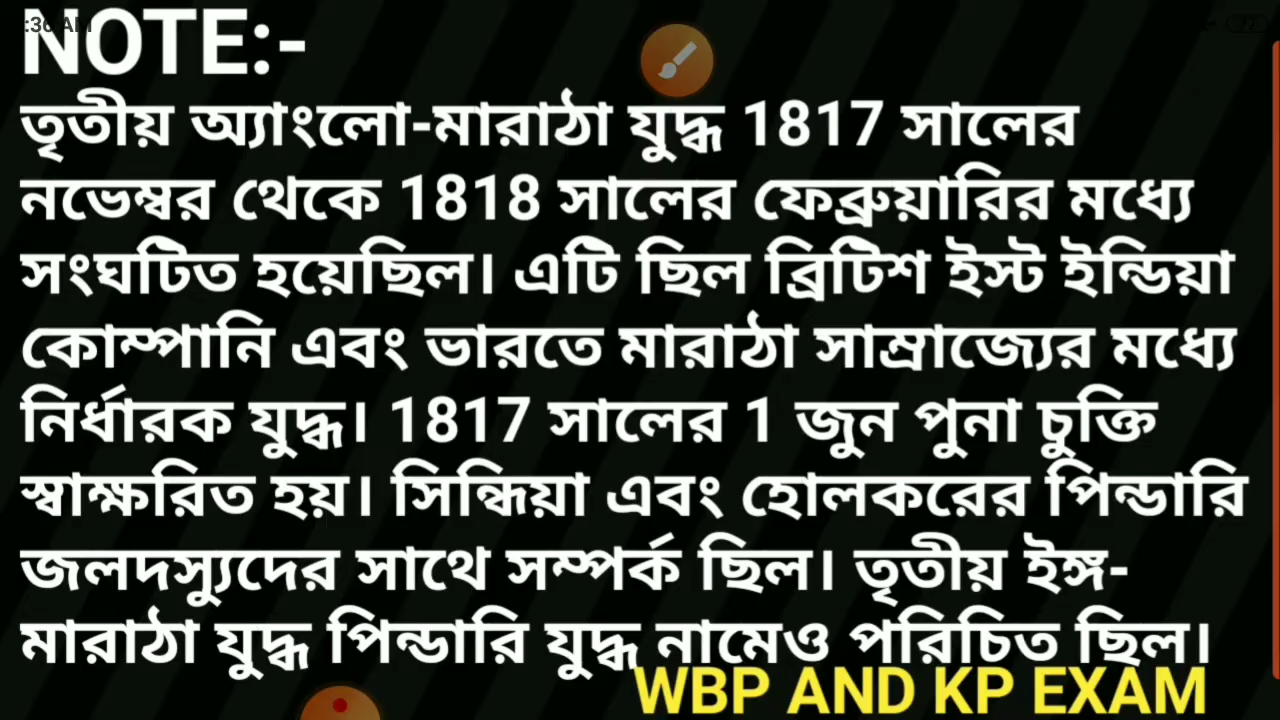 NOTE:-
তৃতীয় অ্যাংলো-মারাঠা যুদ্ধ 1817 সালের
নভেম্বর থেকে 1818 সালের ফেব্রুয়ারির মধ্যে
সংঘটিত হয়েছিল। এটি ছিল ব্রিটিশ ইস্ট ইন্ডিয়া
কোম্পানি এবং ভারতে মারাঠা সাম্রাজ্যের মধ্যে
নির্ধারক যুদ্ধ। 1817 সালের 1 জুন পুনা চুক্তি
স্বাক্ষরিত হয়। সিন্ধিয়া এবং হোলকরের পিন্ডারি
জলদস্যুদের সাথে সম্পর্ক ছিল। তৃতীয় ইঙ্গ-
মারাঠা যুদ্ধ পিন্ডারি যুদ্ধ নামেও পরিচিত ছিল।
WBP AND KP EXAM